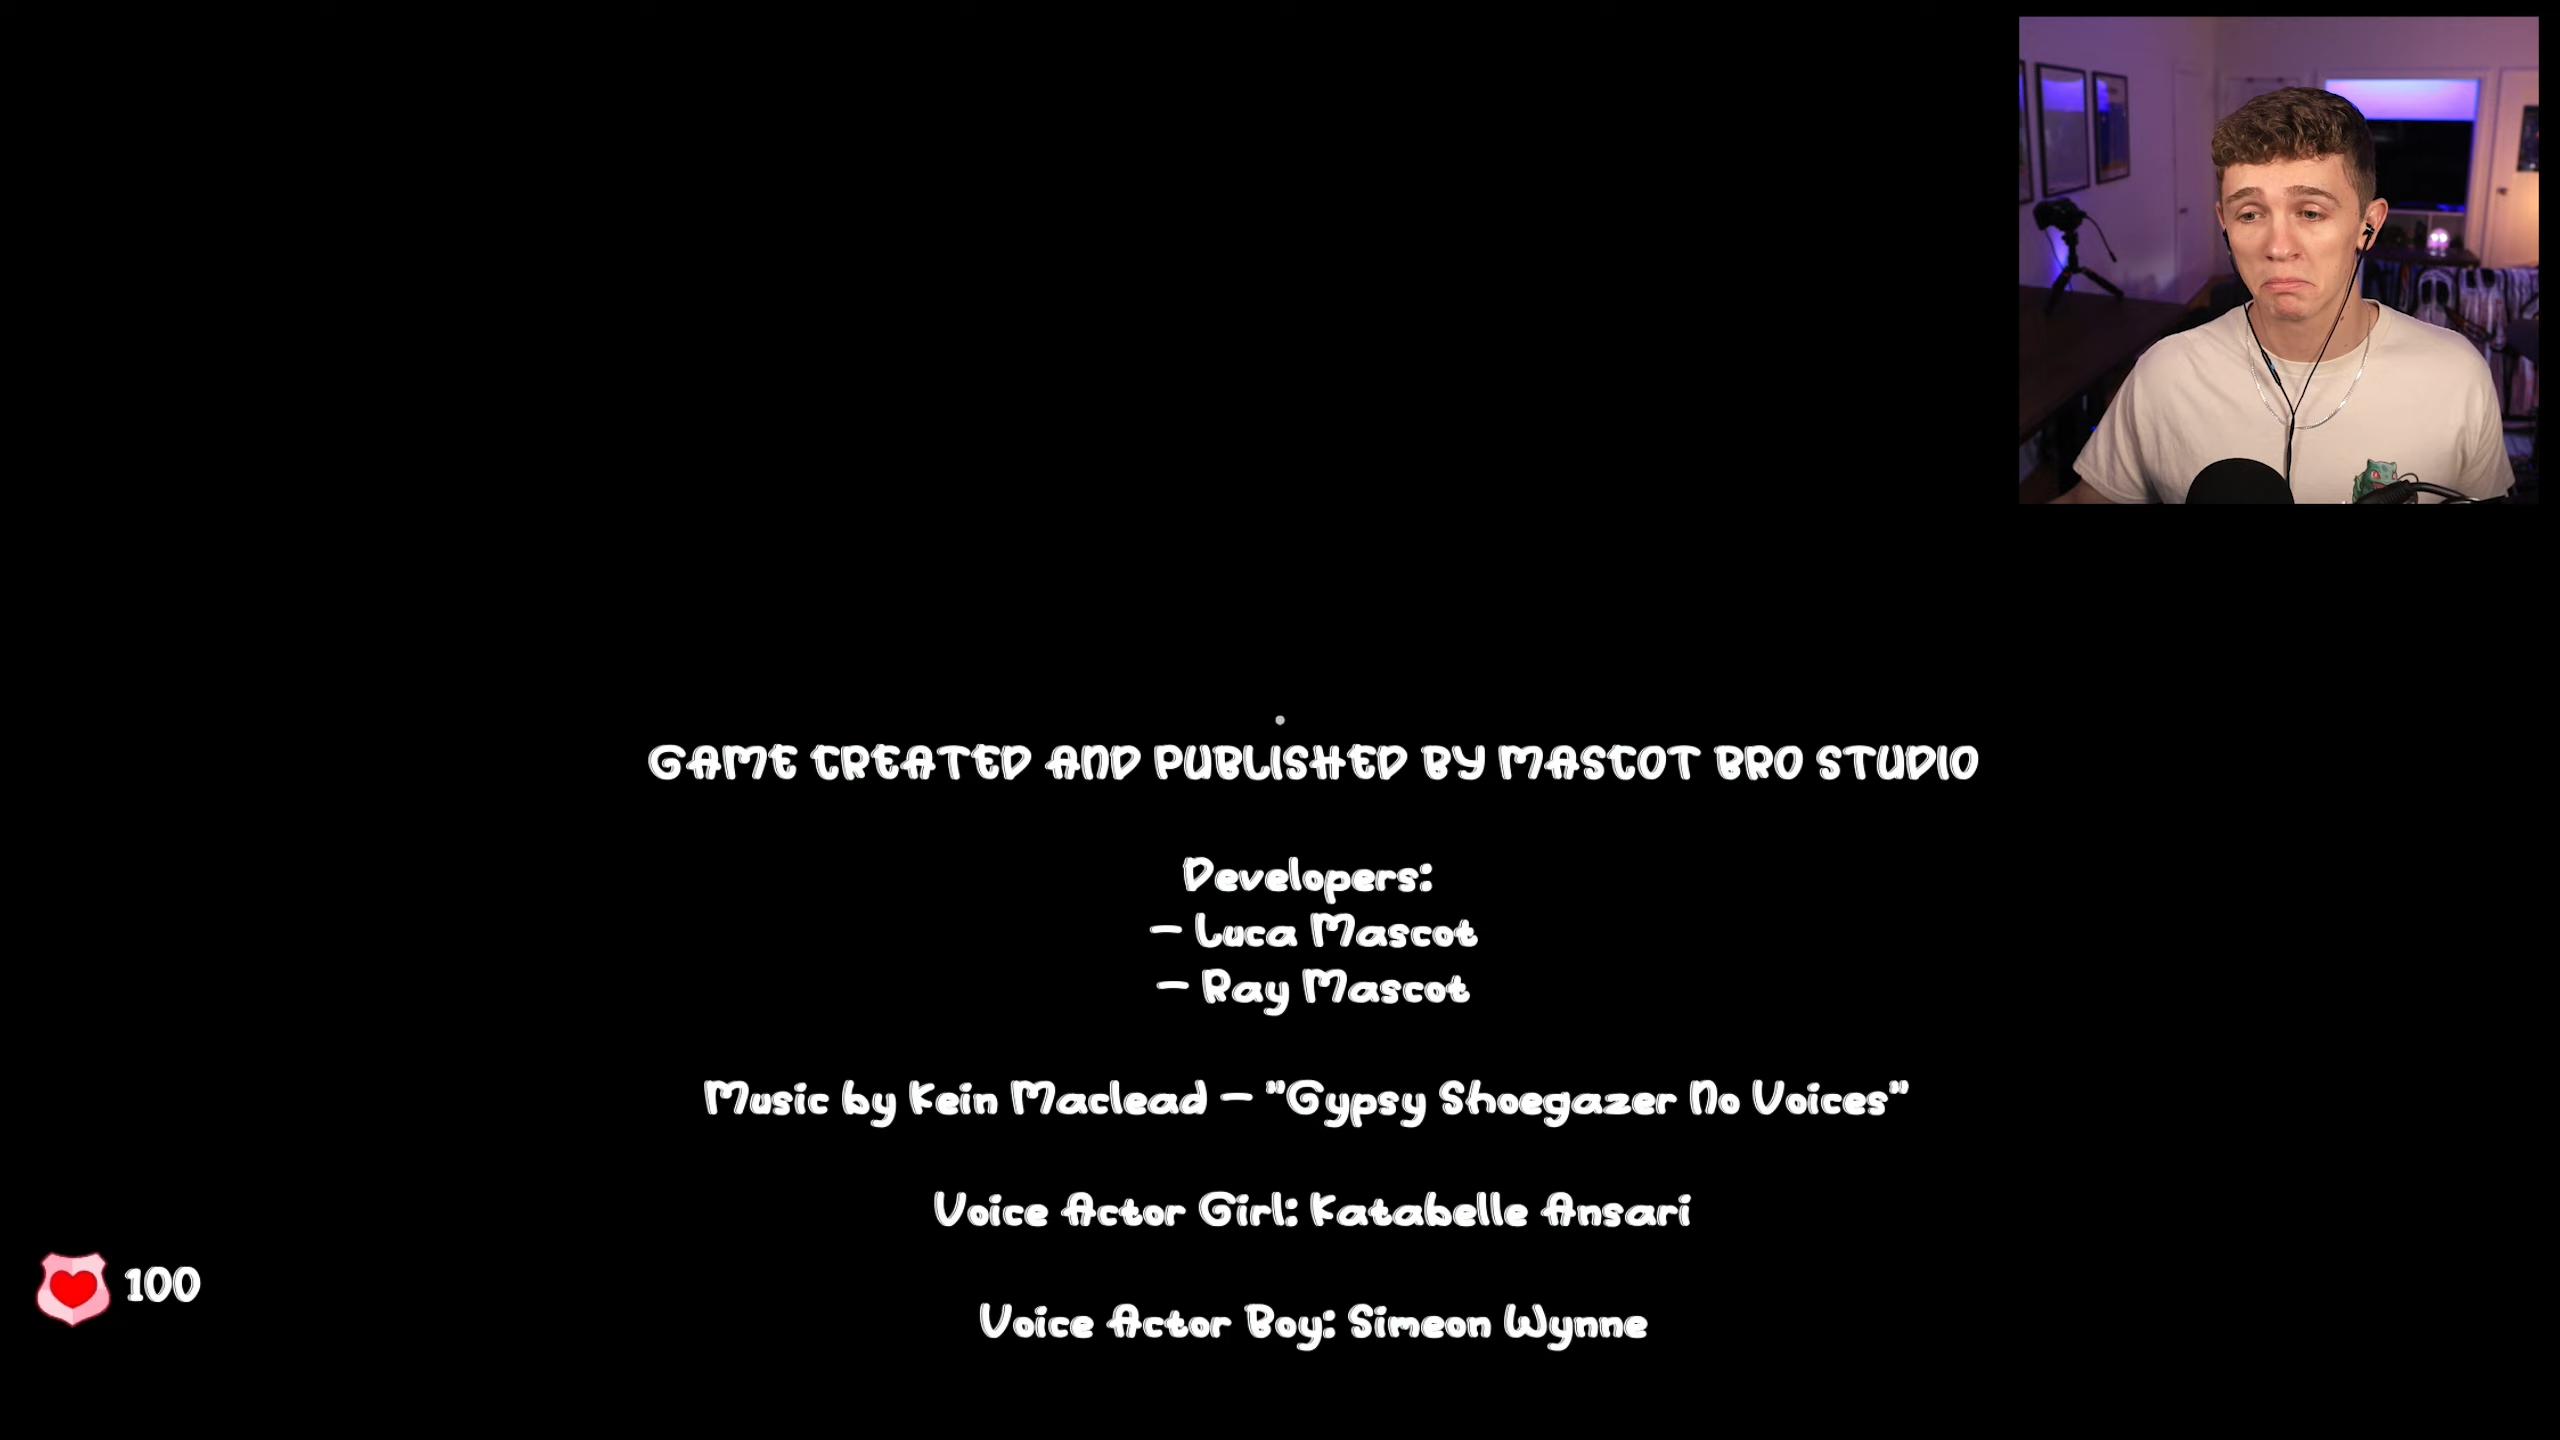 GAME CREATED AND PUBLISHED BY MASCOT BRO STUDIO
Developers:
- Luca Mascot
- Ray Mascot
Music by Kein Maclead - "Gypsy Shoegazer No Voices"
Voice Actor Girl: Katabelle Ansari
100
Voice Actor Boy: Simeon Wynne